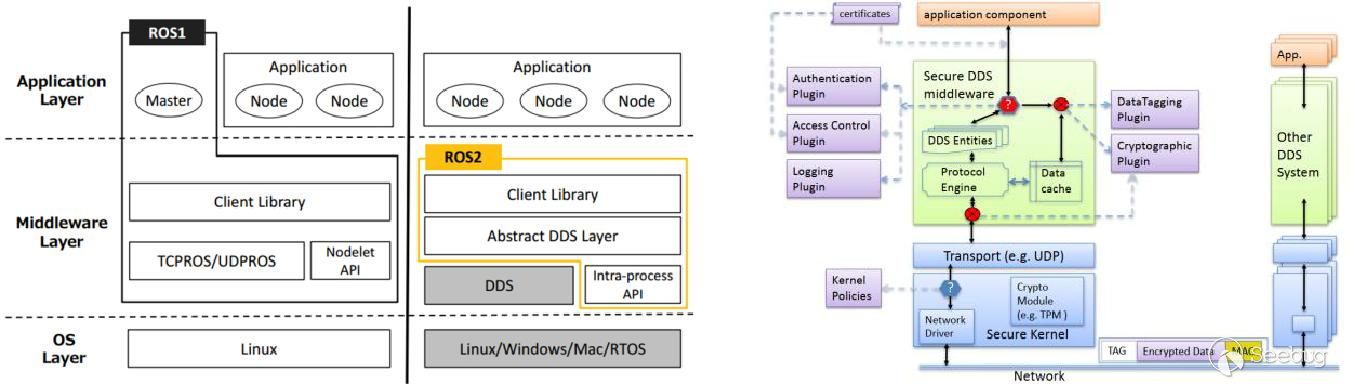 ROS1
Application
Layer
Master
Application
Node
Node
Application
Node
Node
Node
Middleware
Layer
Client Library
TCPROS/UDPROS
Nodelet
API
ROS2
Client Library
Abstract DDS Layer
DDS
Intra-process
API
OS
Layer
Linux
Linux/Windows/Mac/RTOS
certificates
application component
Authentication
Plugin
Access Control
Plugin
Logging
Plugin
Secure DDS
middleware
?
DDS Entities
Protocol
Engine
Data
cache
DataTagging
Plugin
Cryptographic
Plugin
Transport (e.g. UDP)
Kernel
Policies
?
Network
Driver
Crypto
Module
(e.g. TPM )
Secure Kernel
TAG
Encrypted Data
MAC
Network
App.
Other
DDS
System
Seebug